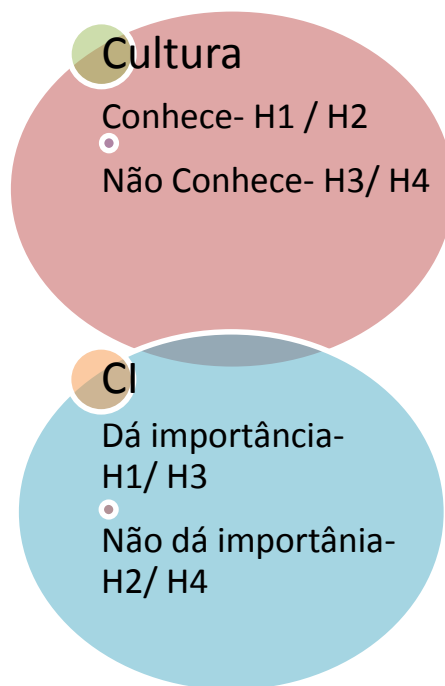 Cultura
Conhece- H1 / H2
Não Conhece- H3/ H4
CI
Dá importância-
H1/ H3
Não dá importânia-
H2/ H4